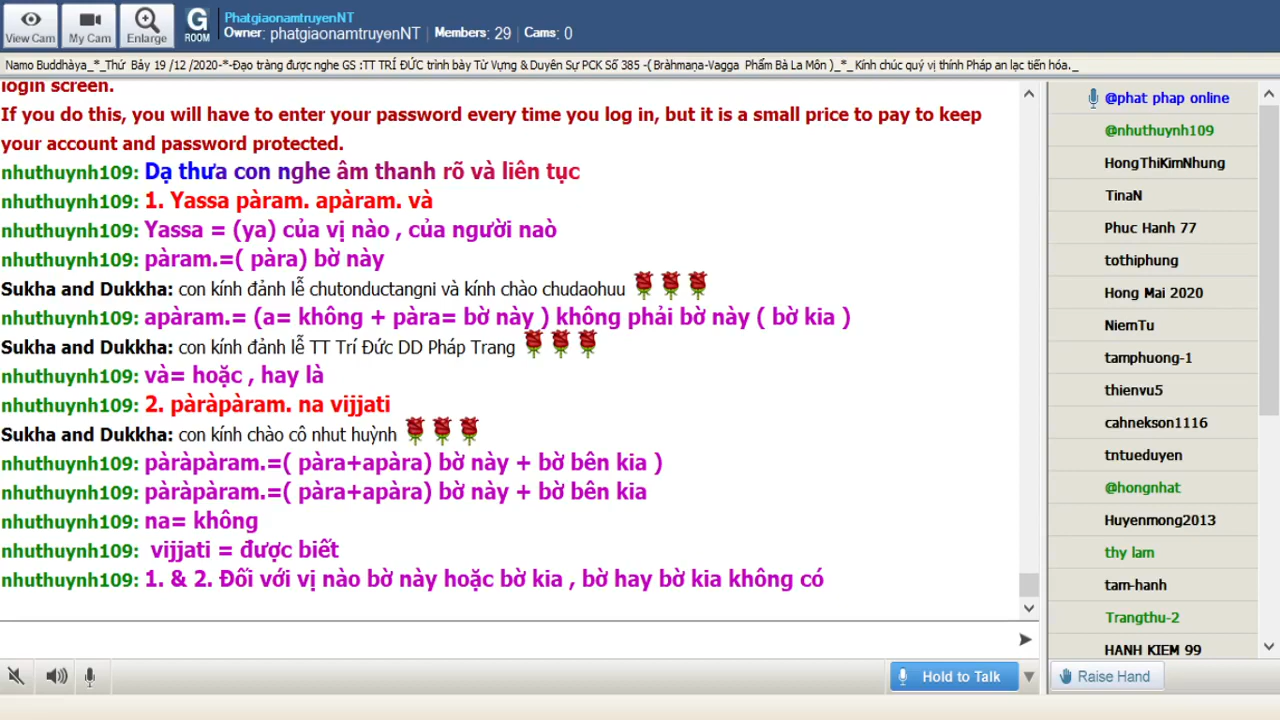 View Cam
My Cam
Enlarge
G
ROOM
PhatgiaonamtruyenNT
Owner: phatgiaonamtruyenNT | Members: 29 | Cams: 0
Namo Buddhàya_*_Thứ Bảy 19 /12 /2020-*-Đạo tràng được nghe GS :TT TRÍ ĐỨC trình bày Từ Vựng & Duyên Sự PCK Số 385 -( Bràhmaṇa-Vagga Phẩm Bà La Môn )_*_ Kính chúc quý vị thính Pháp an lạc tiến hóa._
login screen.
If you do this, you will have to enter your password every time you log in, but it is a small price to pay to keep
your account and password protected.
nhuthuynh109: Dạ thưa con nghe âm thanh rõ và liên tục
nhuthuynh109: 1. Yassa pàram. apàram. và
nhuthuynh109: Yassa = (ya) của vị nào , của người naò
nhuthuynh109: pàram.=( pàra) bờ này
Sukha and Dukkha: con kính đảnh lễ chutonductangni và kính chào chudaohuu
nhuthuynh109: apàram.= (a= không + pàra= bờ này ) không phải bờ này ( bờ kia )
Sukha and Dukkha: con kính đảnh lễ TT Trí Đức DD Pháp Trang
nhuthuynh109: và= hoặc , hay là
nhuthuynh109: 2. pàràpàram. na vijjati
Sukha and Dukkha: con kính chào cô nhut huỳnh
nhuthuynh109: pàràpàram.=( pàra+apàra) bờ này + bờ bên kia )
nhuthuynh109: pàràpàram.=( pàra+apàra) bờ này + bờ bên kia
nhuthuynh109: na= không
nhuthuynh109: vijjati = được biết
nhuthuynh109: 1. & 2. Đối với vị nào bờ này hoặc bờ kia , bờ hay bờ kia không có
Hold to Talk
@phat phap online
@nhuthuynh109
HongThiKimNhung
TinaN
Phuc Hanh 77
tothiphung
Hong Mai 2020
NiemTu
tamphuong-1
thienvu5
cahnekson1116
tntueduyen
@hongnhat
Huyenmong2013
thy lam
tam-hanh
Trangthu-2
HANH KIEM 99
Raise Hand